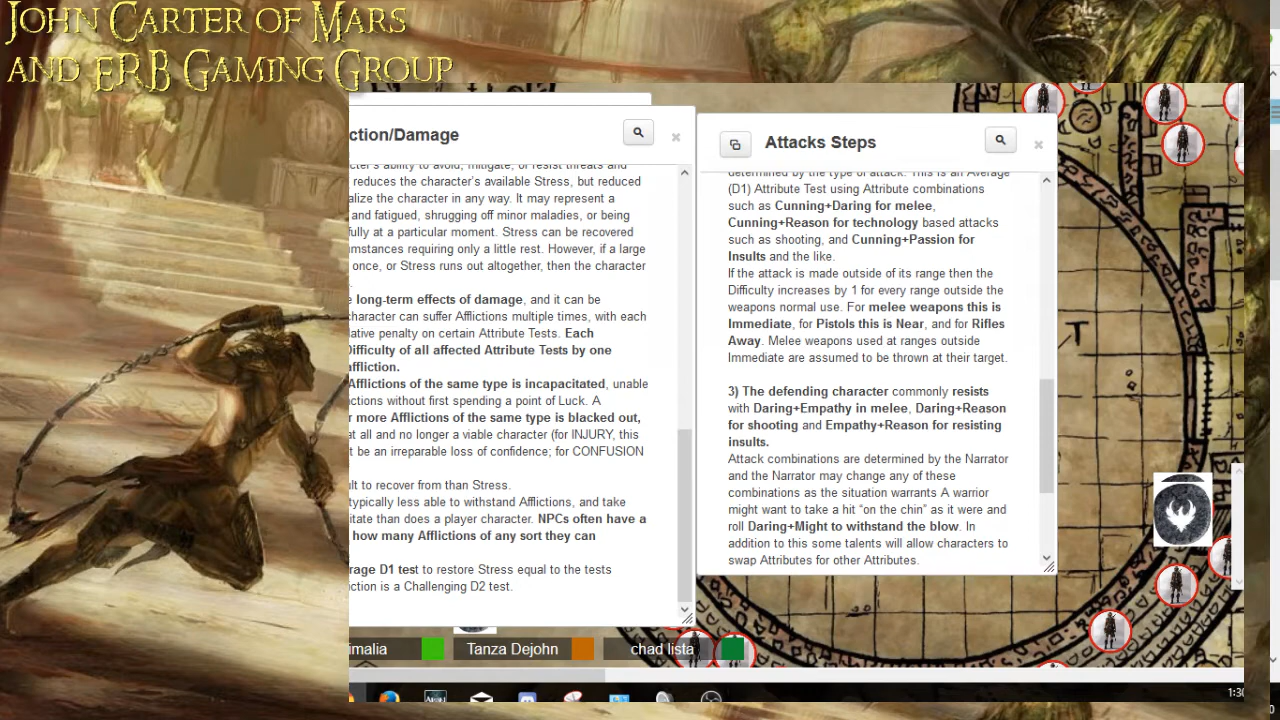 John Carter of Mars
and ERB Gaming Group
ction/Damage
cter's ability to avoid, mitigate, or resist threats and
reduces the character's available Stress, but reduced
alize the character in any way. It may represent a
and fatigued, shrugging off minor maladies, or being
fully at a particular moment. Stress can be recovered
mstances requiring only a little rest. However, if a large
once, or Stress runs out altogether, then the character
e long-term effects of damage, and it can be
character can suffer Afflictions multiple times, with each
ative penalty on certain Attribute Tests. Each
Difficulty of all affected Attribute Tests by one
affliction.
Afflictions of the same type is incapacitated, unable
ctions without first spending a point of Luck. A
r more Afflictions of the same type is blacked out,
at all and no longer a viable character (for INJURY, this
t be an irreparable loss of confidence; for CONFUSION
ult to recover from than Stress.
typically less able to withstand Afflictions, and take
itate than does a player character. NPCs often have a
how many Afflictions of any sort they can
rage D1 test to restore Stress equal to the tests
iction is a Challenging D2 test.
Attacks Steps
determined by the type of attack. This is an Average
(D1) Attribute Test using Attribute combinations
such as Cunning+Daring for melee,
Cunning+Reason for technology based attacks
such as shooting, and Cunning+Passion for
Insults and the like.
If the attack is made outside of its range then the
Difficulty increases by 1 for every range outside the
weapons normal use. For melee weapons this is
Immediate, for Pistols this is Near, and for Rifles
Away. Melee weapons used at ranges outside
Immediate are assumed to be thrown at their target.
3) The defending character commonly resists
with Daring+Empathy in melee, Daring+Reason
for shooting and Empathy+Reason for resisting
insults.
Attack combinations are determined by the Narrator
and the Narrator may change any of these
combinations as the situation warrants A warrior
might want to take a hit "on the chin" as it were and
roll Daring+Might to withstand the blow. In
addition to this some talents will allow characters to
swap Attributes for other Attributes.
T
imalia
Tanza Dejohn
chad lista
1:30